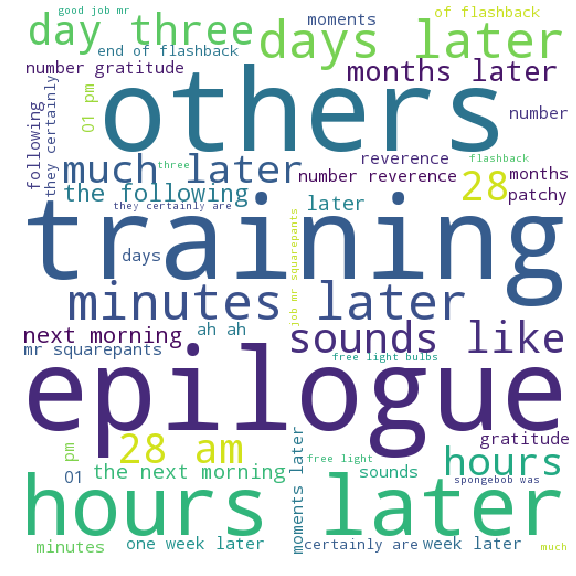 good job mr
day three
end of flashback
number gratitude
01 pm
moments
of flashback
days later
months later
others
number
following
they certainly
much later
the following
they certainly are
three
reverence
number reverence
flashback
28
months
patchy
later
training
days
job mr squarepants
minutes later
next morning
ah ah
sounds like
mr squarepants
free light bulbs
epilogue
28 am
gratitude
pm
01
the next morning
free light
moments later
sounds
hours
spongebob was
hours later
minutes
one week later
certainly are
week later
much